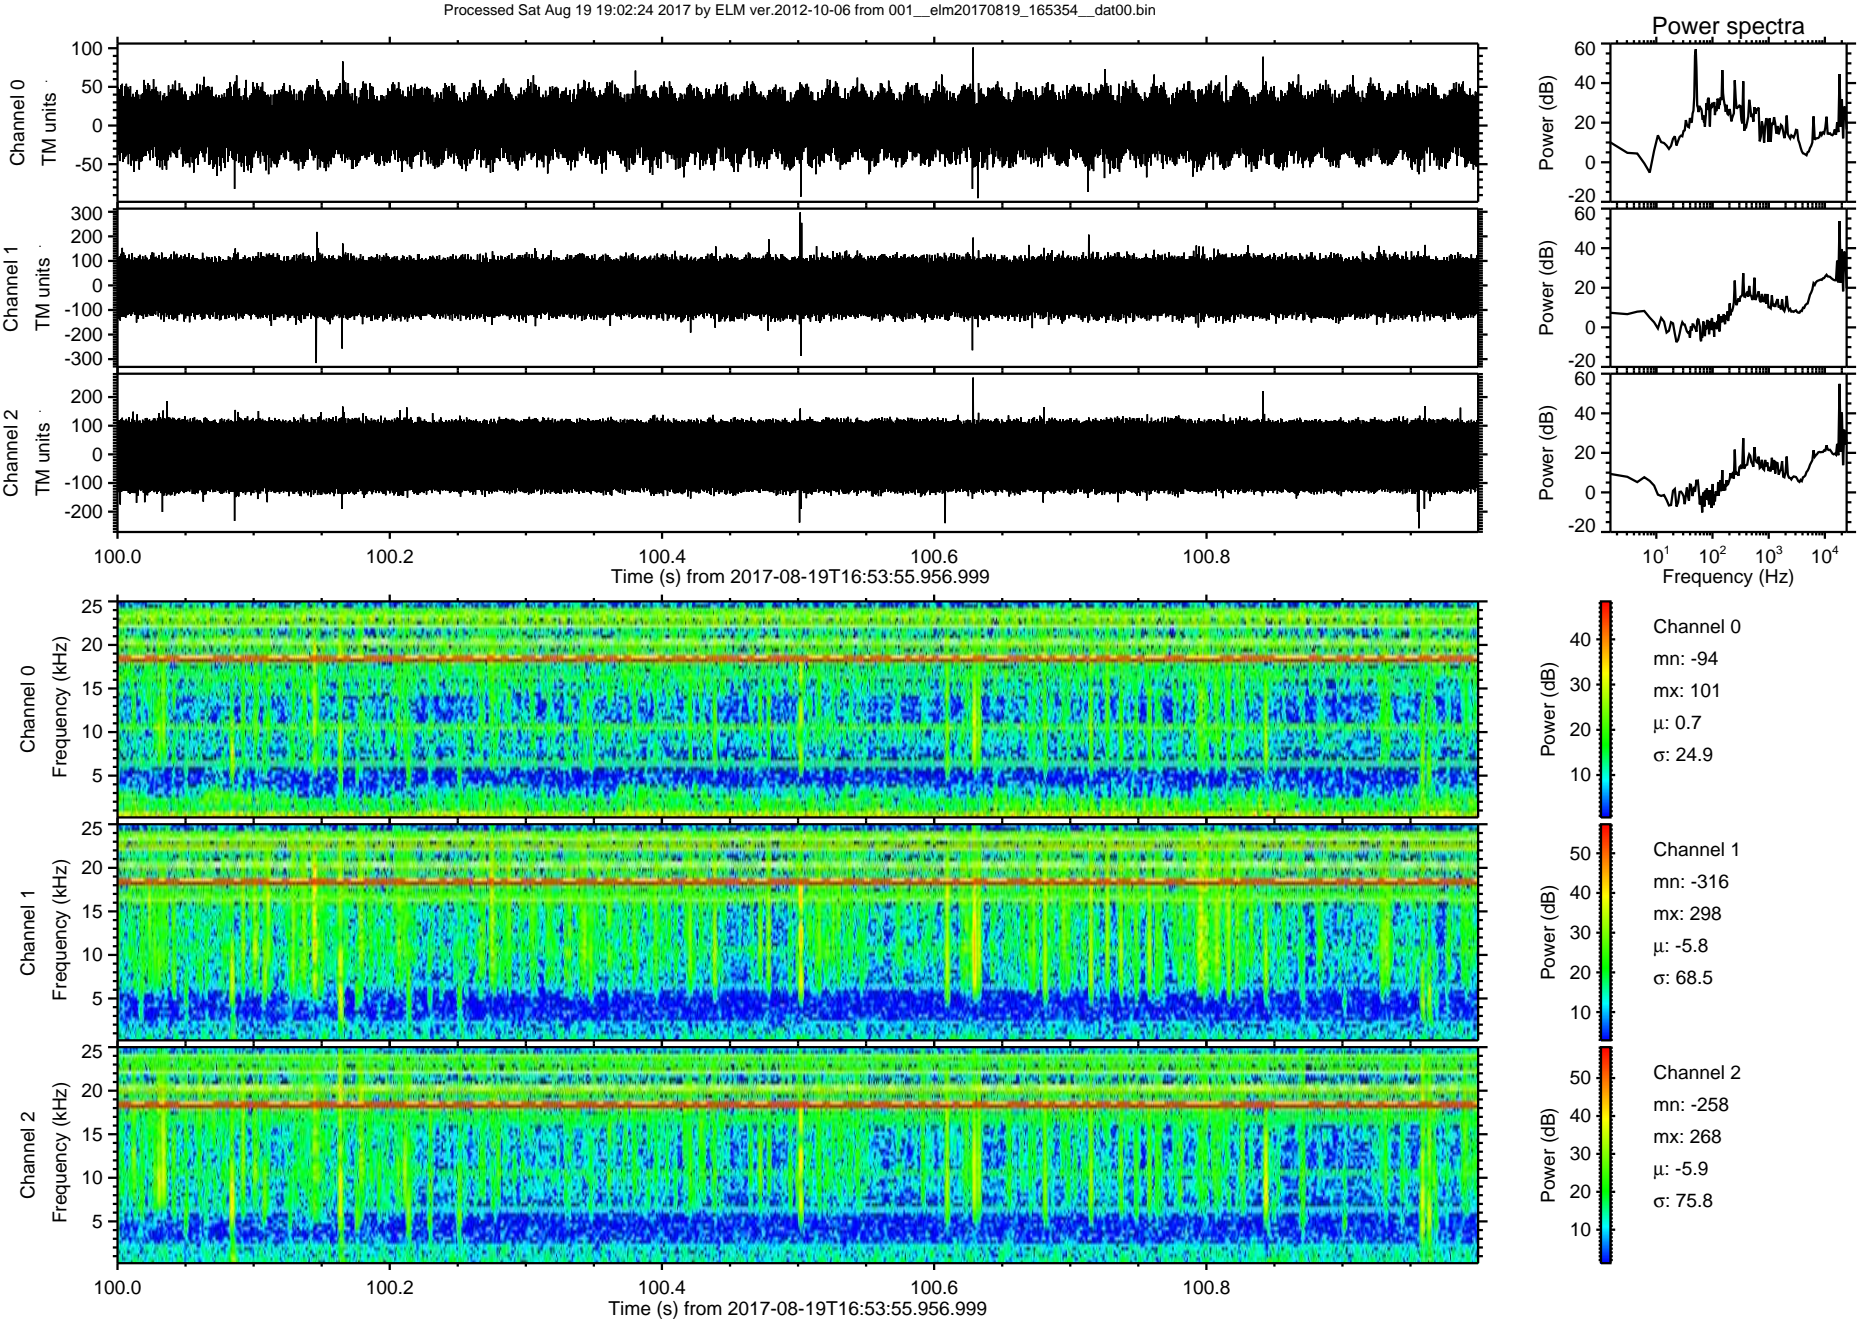 Processed Sat Aug 19 19:02:24 2017 by ELM ver.2012-10-06 from 001__elm20170819_165354__dat00.bin
Power spectra
Channel 0
TM units
100
50
0
-50
Power (dB)
60
40
20
0
-20
Channel 1
TM units
300
200
100
0
-100
-200
-300
Power (dB)
60
40
20
0
-20
Channel 2
TM units
200
100
0
-100
-200
Power (dB)
60
40
20
0
-20
100.0 100.2 100.4 100.6 100.8
Time (s) from 2017-08-19T16:53:55.956.999
10^1 10^2 10^3 10^4
Frequency (Hz)
Channel 0
Frequency (kHz)
25
20
15
10
5
Power (dB)
40
30
20
10
Channel 0
mn: -94
mx: 101
μ: 0.7
σ: 24.9
Channel 1
Frequency (kHz)
25
20
15
10
5
Power (dB)
50
40
30
20
10
Channel 1
mn: -316
mx: 298
μ: -5.8
σ: 68.5
Channel 2
Frequency (kHz)
25
20
15
10
5
Power (dB)
50
40
30
20
10
Channel 2
mn: -258
mx: 268
μ: -5.9
σ: 75.8
100.0 100.2 100.4 100.6 100.8
Time (s) from 2017-08-19T16:53:55.956.999